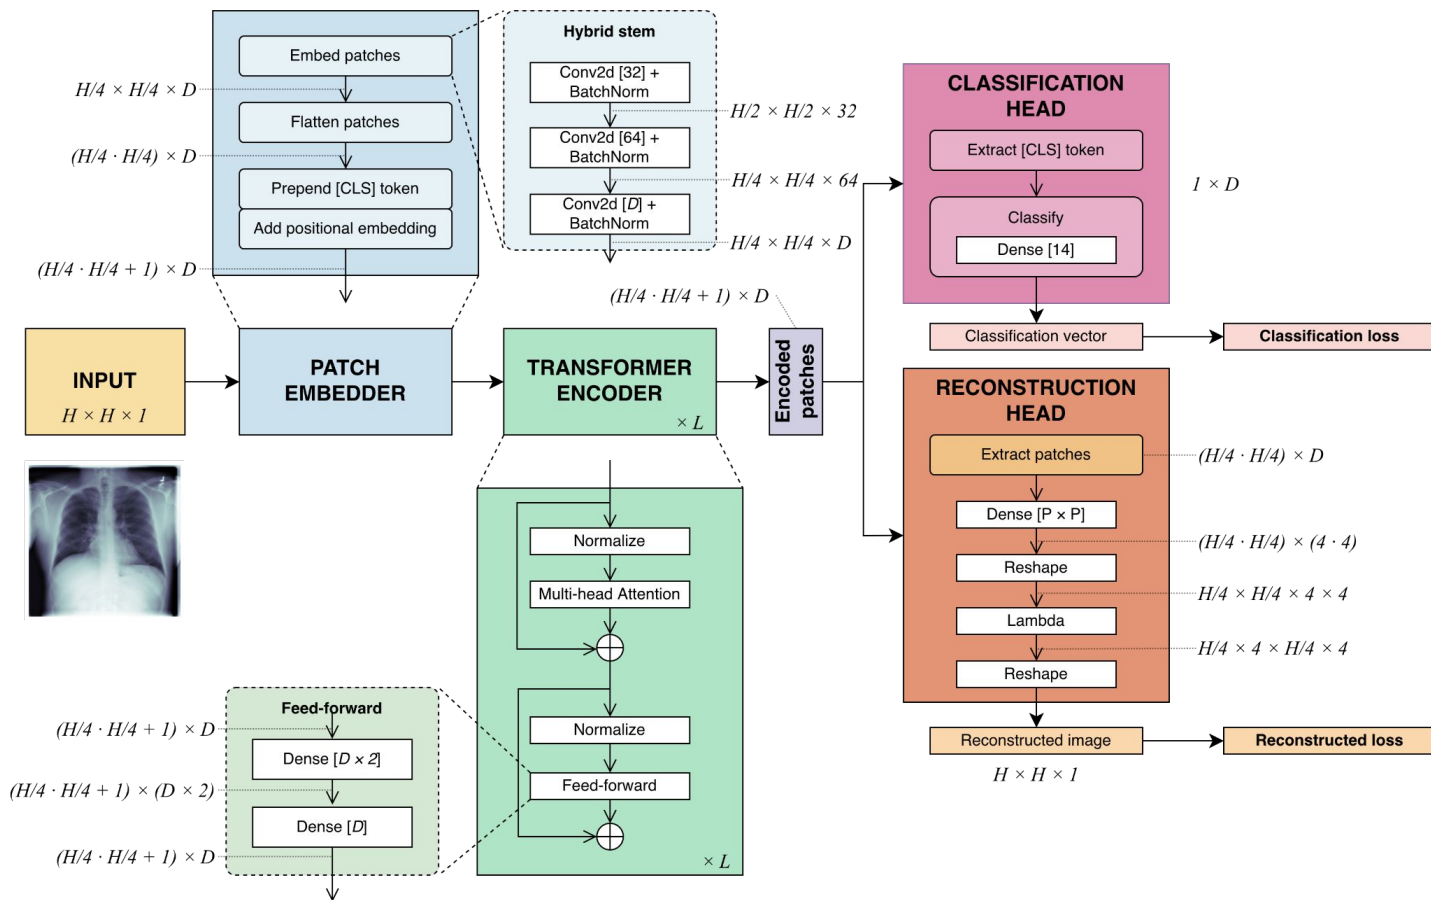 Embed patches
H/4 × H/4 × D
Flatten patches
(H/4 · H/4) × D
Prepend [CLS] token
Add positional embedding
(H/4 · H/4 + 1) × D
Hybrid stem
Conv2d [32] +
BatchNorm
H/2 × H/2 × 32
Conv2d [64] +
BatchNorm
H/4 × H/4 × 64
Conv2d [D] +
BatchNorm
H/4 × H/4 × D
CLASSIFICATION
HEAD
Extract [CLS] token
1 × D
Classify
Dense [14]
Classification vector
Classification loss
INPUT
H × H × 1
PATCH
EMBEDDER
TRANSFORMER
ENCODER
× L
(H/4 · H/4 + 1) × D
Encoded
patches
RECONSTRUCTION
HEAD
Extract patches
(H/4 · H/4) × D
Dense [P × P]
(H/4 · H/4) × (4 · 4)
Reshape
H/4 × H/4 × 4 × 4
Lambda
H/4 × 4 × H/4 × 4
Reshape
Reconstructed image
Reconstructed loss
H × H × 1
Normalize
Multi-head Attention
Normalize
Feed-forward
× L
Feed-forward
(H/4 · H/4 + 1) × D
Dense [D × 2]
(H/4 · H/4 + 1) × (D × 2)
Dense [D]
(H/4 · H/4 + 1) × D